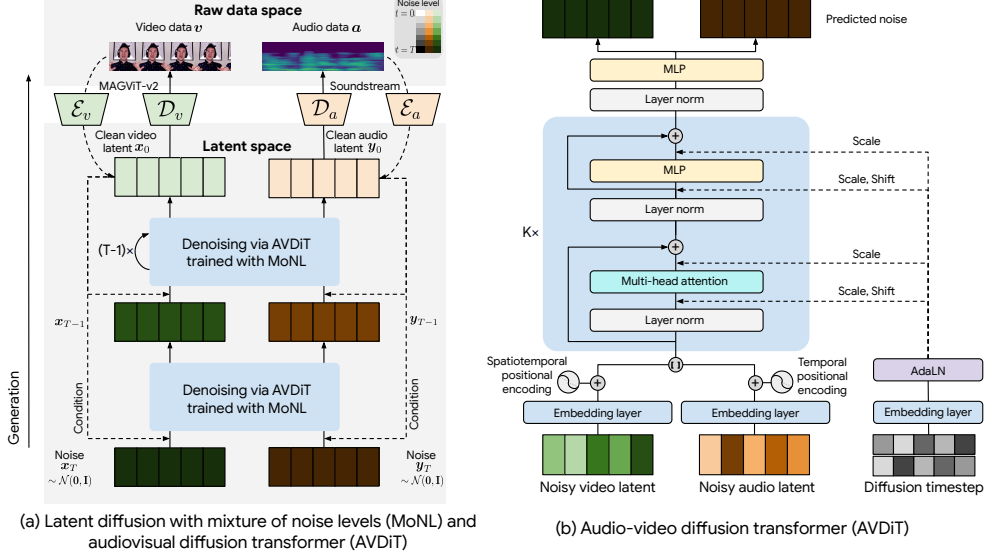 Raw data space
Video data v
Audio data a
Noise level
t = 0
t = T
MAGViT-v2
Soundstream
ℰv
𝒟v
𝒟a
ℰa
Clean video
latent x0
Clean audio
latent y0
Latent space
(T-1)×
Denoising via AVDiT
trained with MoNL
xT−1
yT−1
Denoising via AVDiT
trained with MoNL
Condition
Condition
Generation
Noise
xT
∼ N(0, I)
Noise
yT
∼ N(0, I)
(a) Latent diffusion with mixture of noise levels (MoNL) and
audiovisual diffusion transformer (AVDiT)
Predicted noise
MLP
Layer norm
+
Scale
MLP
Scale, Shift
Layer norm
K×
+
Scale
Multi-head attention
Scale, Shift
Layer norm
[ ]
Spatiotemporal
positional
encoding
+
+
Temporal
positional
encoding
AdaLN
Embedding layer
Embedding layer
Embedding layer
Noisy video latent
Noisy audio latent
Diffusion timestep
(b) Audio-video diffusion transformer (AVDiT)